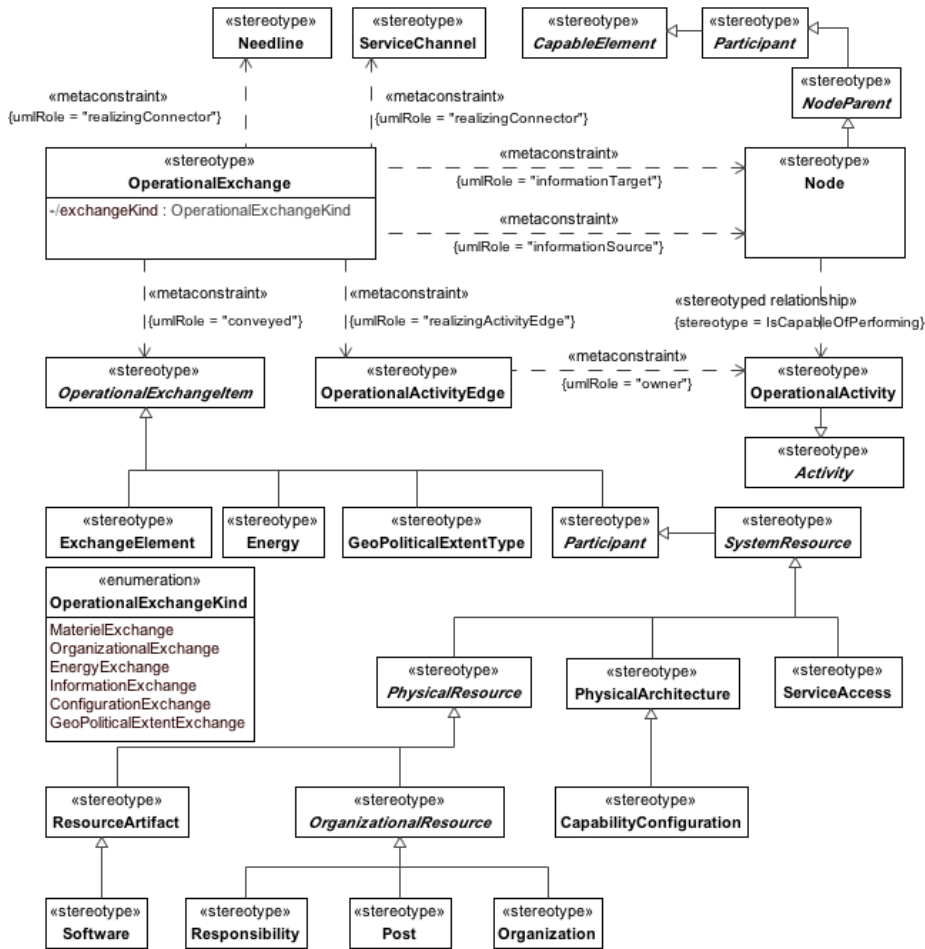 «stereotype»
Needline
«stereotype»
ServiceChannel
«stereotype»
CapableElement
«stereotype»
Participant
«stereotype»
NodeParent
«metaconstraint»
{umlRole = "realizingConnector"}
«metaconstraint»
{umlRole = "realizingConnector"}
«stereotype»
OperationalExchange
-/exchangeKind : OperationalExchangeKind
«metaconstraint»
{umlRole = "informationTarget"}
«metaconstraint»
{umlRole = "informationSource"}
«stereotype»
Node
«metaconstraint»
{umlRole = "conveyed"}
«metaconstraint»
{umlRole = "realizingActivityEdge"}
«stereotyped relationship»
{stereotype = IsCapableOfPerforming}
«stereotype»
OperationalExchangeItem
«stereotype»
OperationalActivityEdge
«metaconstraint»
{umlRole = "owner"}
«stereotype»
OperationalActivity
«stereotype»
Activity
«stereotype»
ExchangeElement
«stereotype»
Energy
«stereotype»
GeoPoliticalExtentType
«stereotype»
Participant
«stereotype»
SystemResource
«enumeration»
OperationalExchangeKind
MaterielExchange
OrganizationalExchange
EnergyExchange
InformationExchange
ConfigurationExchange
GeoPoliticalExtentExchange
«stereotype»
PhysicalResource
«stereotype»
PhysicalArchitecture
«stereotype»
ServiceAccess
«stereotype»
ResourceArtifact
«stereotype»
OrganizationalResource
«stereotype»
CapabilityConfiguration
«stereotype»
Software
«stereotype»
Responsibility
«stereotype»
Post
«stereotype»
Organization